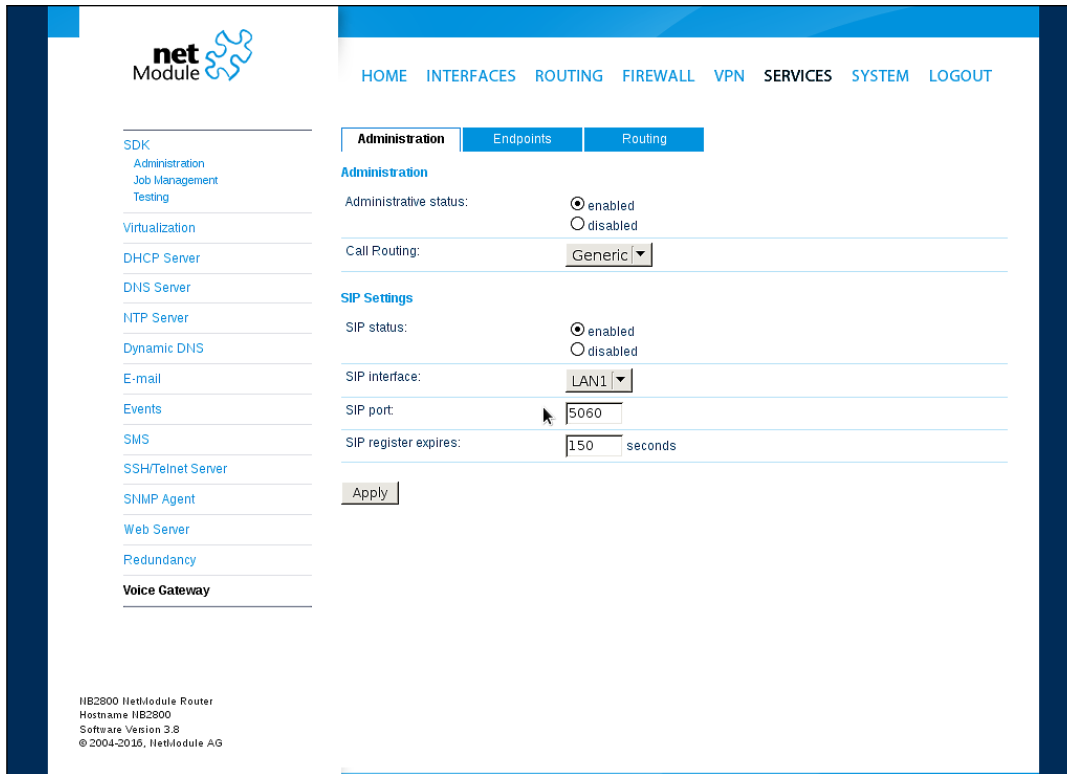 net
Module
HOME INTERFACES ROUTING FIREWALL VPN SERVICES SYSTEM LOGOUT
SDK
Administration
Job Management
Testing
Virtualization
DHCP Server
DNS Server
NTP Server
Dynamic DNS
E-mail
Events
SMS
SSH/Telnet Server
SNMP Agent
Web Server
Redundancy
Voice Gateway
Administration Endpoints Routing
Administration
Administrative status: enabled
disabled
Call Routing: Generic
SIP Settings
SIP status: enabled
disabled
SIP interface: LAN1
SIP port: 5060
SIP register expires: 150 seconds
Apply
NB2800 NetModule Router
Hostname NB2800
Software Version 3.8
© 2004-2016, NetModule AG